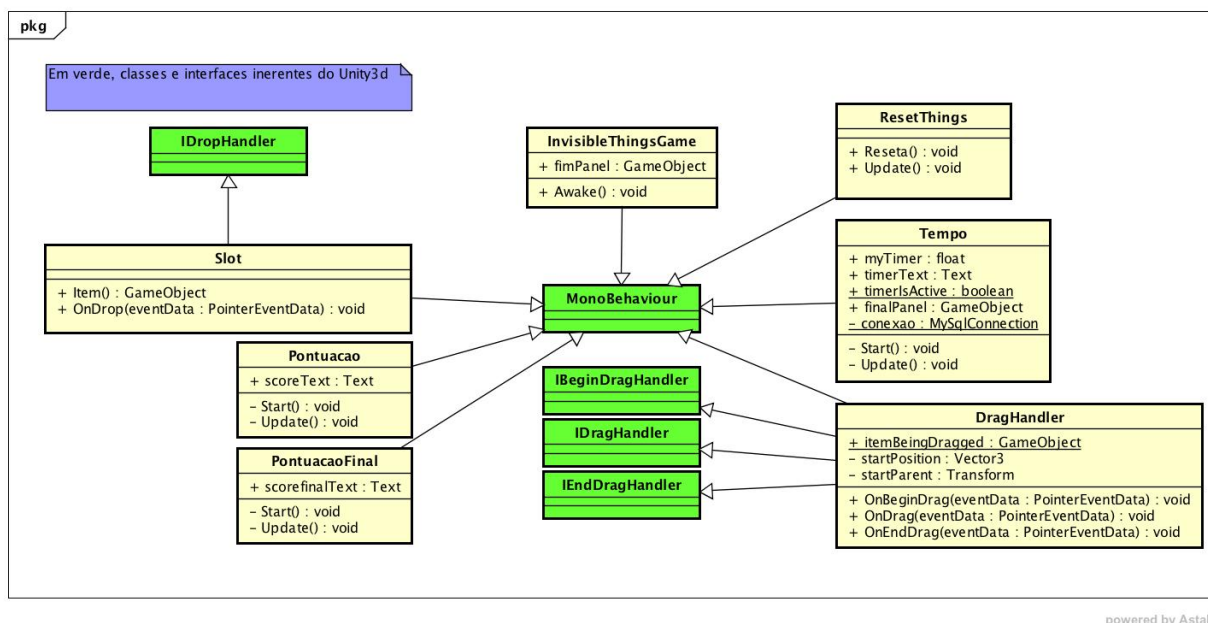 pkg
Em verde, classes e interfaces inerentes do Unity3d
IDropHandler
Slot
+ Item() : GameObject
+ OnDrop(eventData : PointerEventData) : void
Pontuacao
+ scoreText : Text
– Start() : void
– Update() : void
PontuacaoFinal
+ scorefinalText : Text
– Start() : void
– Update() : void
InvisibleThingsGame
+ fimPanel : GameObject
+ Awake() : void
MonoBehaviour
IBeginDragHandler
IDragHandler
IEndDragHandler
ResetThings
+ Reseta() : void
+ Update() : void
Tempo
+ myTimer : float
+ timerText : Text
+ timerIsActive : boolean
+ finalPanel : GameObject
– conexao : MySqlConnection
– Start() : void
– Update() : void
DragHandler
+ itemBeingDragged : GameObject
– startPosition : Vector3
– startParent : Transform
+ OnBeginDrag(eventData : PointerEventData) : void
+ OnDrag(eventData : PointerEventData) : void
+ OnEndDrag(eventData : PointerEventData) : void
powered by Astal